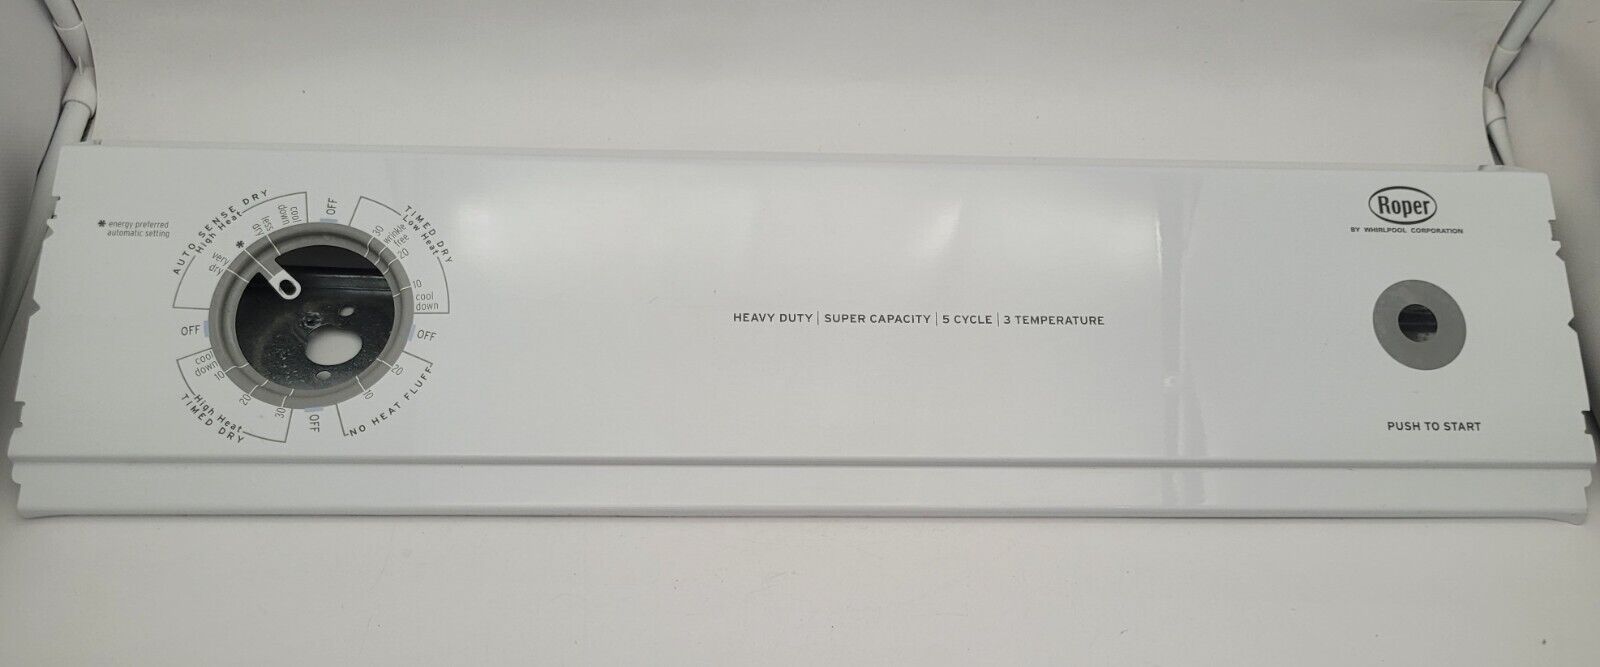 * energy preferred
automatic setting
AUTO SENSE DRY
High Heat
very
dry
*
less
dry
cool
down
OFF
TIMED DRY
Low Heat
30
wrinkle
free
20
10
cool
down
OFF
20
10
NO HEAT FLUFF
OFF
30
20
10
cool
down
High Heat
TIMED DRY
OFF
HEAVY DUTY | SUPER CAPACITY | 5 CYCLE | 3 TEMPERATURE
Roper
BY WHIRLPOOL CORPORATION
PUSH TO START